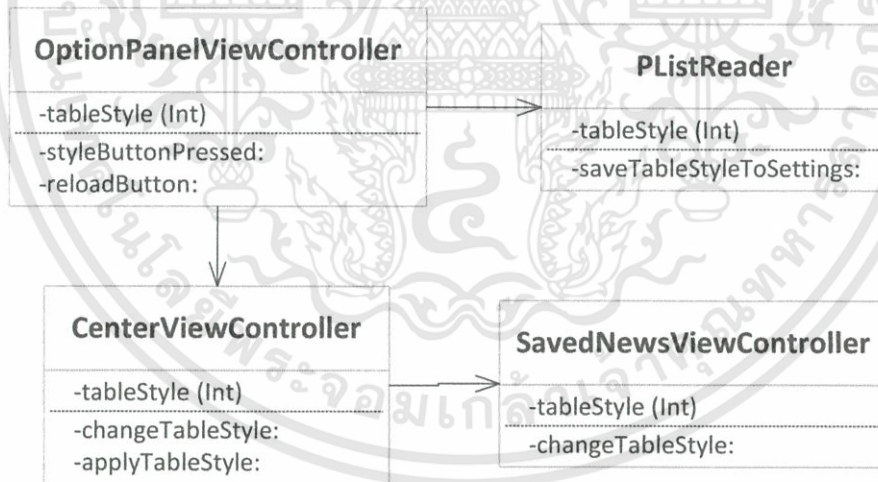 OptionPanelViewController
-tableStyle (Int)
-styleButtonPressed:
-reloadButton:
PListReader
-tableStyle (Int)
-saveTableStyleToSettings:
CenterViewController
-tableStyle (Int)
-changeTableStyle:
-applyTableStyle:
SavedNewsViewController
-tableStyle (Int)
-changeTableStyle: